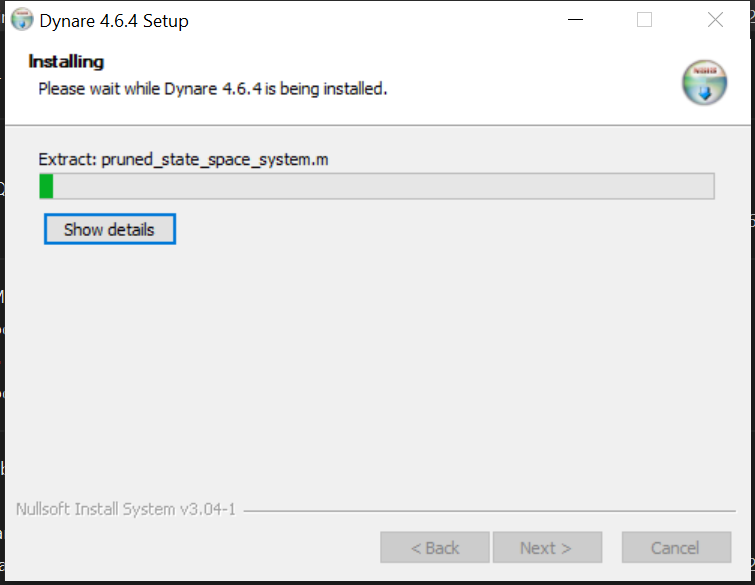 Dynare 4.6.4 Setup
Installing
Please wait while Dynare 4.6.4 is being installed.
Extract: pruned_state_space_system.m
Show details
Nullsoft Install System v3.04-1
< Back
Next >
Cancel